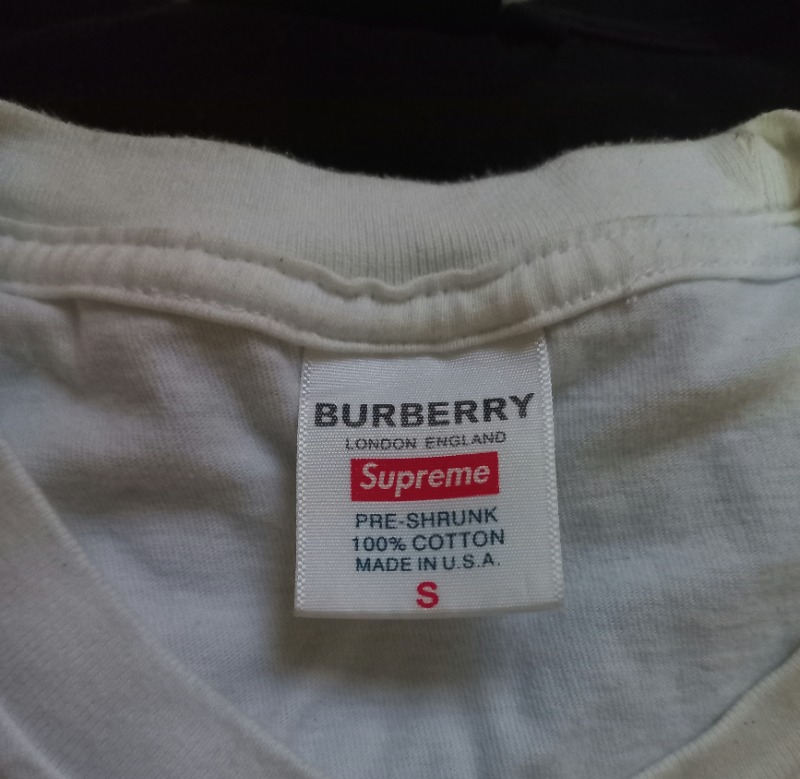 BURBERRY
LONDON ENGLAND
Supreme
PRE-SHRUNK
100% COTTON
MADE IN U.S.A.
S